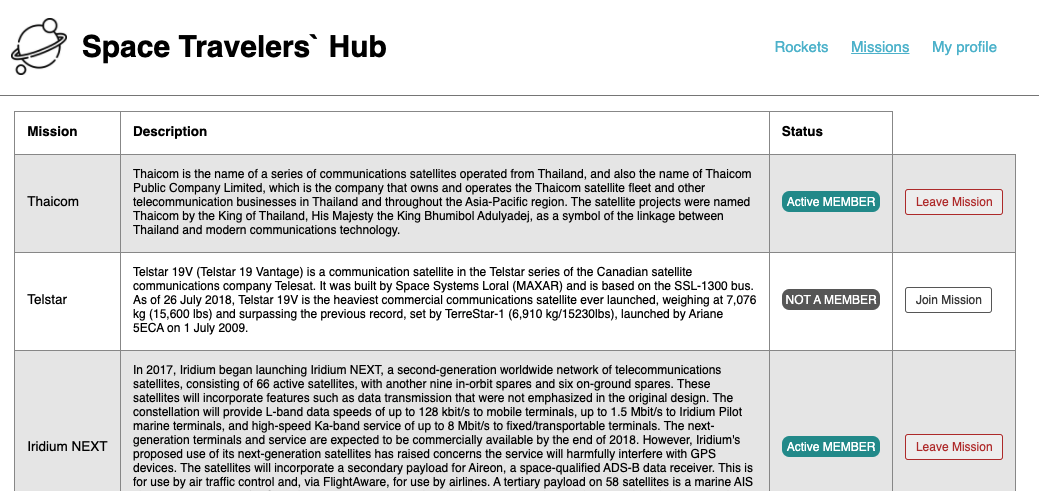 Space Travelers` Hub
Rockets
Missions
My profile
Mission
Description
Status
Thaicom
Thaicom is the name of a series of communications satellites operated from Thailand, and also the name of Thaicom
Public Company Limited, which is the company that owns and operates the Thaicom satellite fleet and other
telecommunication businesses in Thailand and throughout the Asia-Pacific region. The satellite projects were named
Thaicom by the King of Thailand, His Majesty the King Bhumibol Adulyadej, as a symbol of the linkage between
Thailand and modern communications technology.
Active MEMBER
Leave Mission
Telstar
Telstar 19V (Telstar 19 Vantage) is a communication satellite in the Telstar series of the Canadian satellite
communications company Telesat. It was built by Space Systems Loral (MAXAR) and is based on the SSL-1300 bus.
As of 26 July 2018, Telstar 19V is the heaviest commercial communications satellite ever launched, weighing at 7,076
kg (15,600 lbs) and surpassing the previous record, set by TerreStar-1 (6,910 kg/15230lbs), launched by Ariane
5ECA on 1 July 2009.
NOT A MEMBER
Join Mission
Iridium NEXT
In 2017, Iridium began launching Iridium NEXT, a second-generation worldwide network of telecommunications
satellites, consisting of 66 active satellites, with another nine in-orbit spares and six on-ground spares. These
satellites will incorporate features such as data transmission that were not emphasized in the original design. The
constellation will provide L-band data speeds of up to 128 kbit/s to mobile terminals, up to 1.5 Mbit/s to Iridium Pilot
marine terminals, and high-speed Ka-band service of up to 8 Mbit/s to fixed/transportable terminals. The next-
generation terminals and service are expected to be commercially available by the end of 2018. However, Iridium's
proposed use of its next-generation satellites has raised concerns the service will harmfully interfere with GPS
devices. The satellites will incorporate a secondary payload for Aireon, a space-qualified ADS-B data receiver. This is
for use by air traffic control and, via FlightAware, for use by airlines. A tertiary payload on 58 satellites is a marine AIS
Active MEMBER
Leave Mission